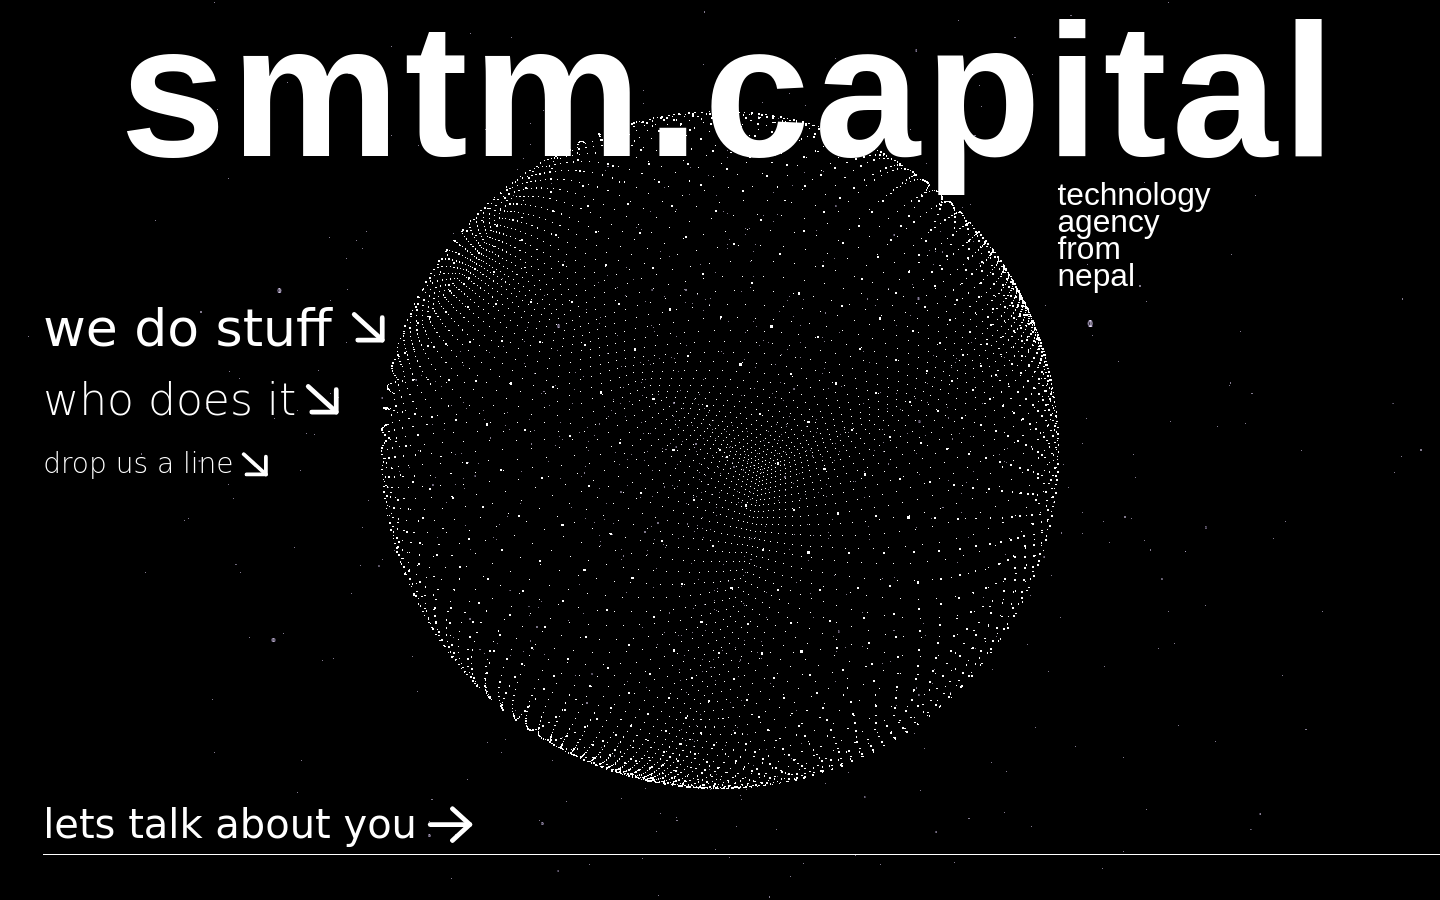 smtm.capital
technology
agency
from
nepal
we do stuff
who does it
drop us a line
lets talk about you